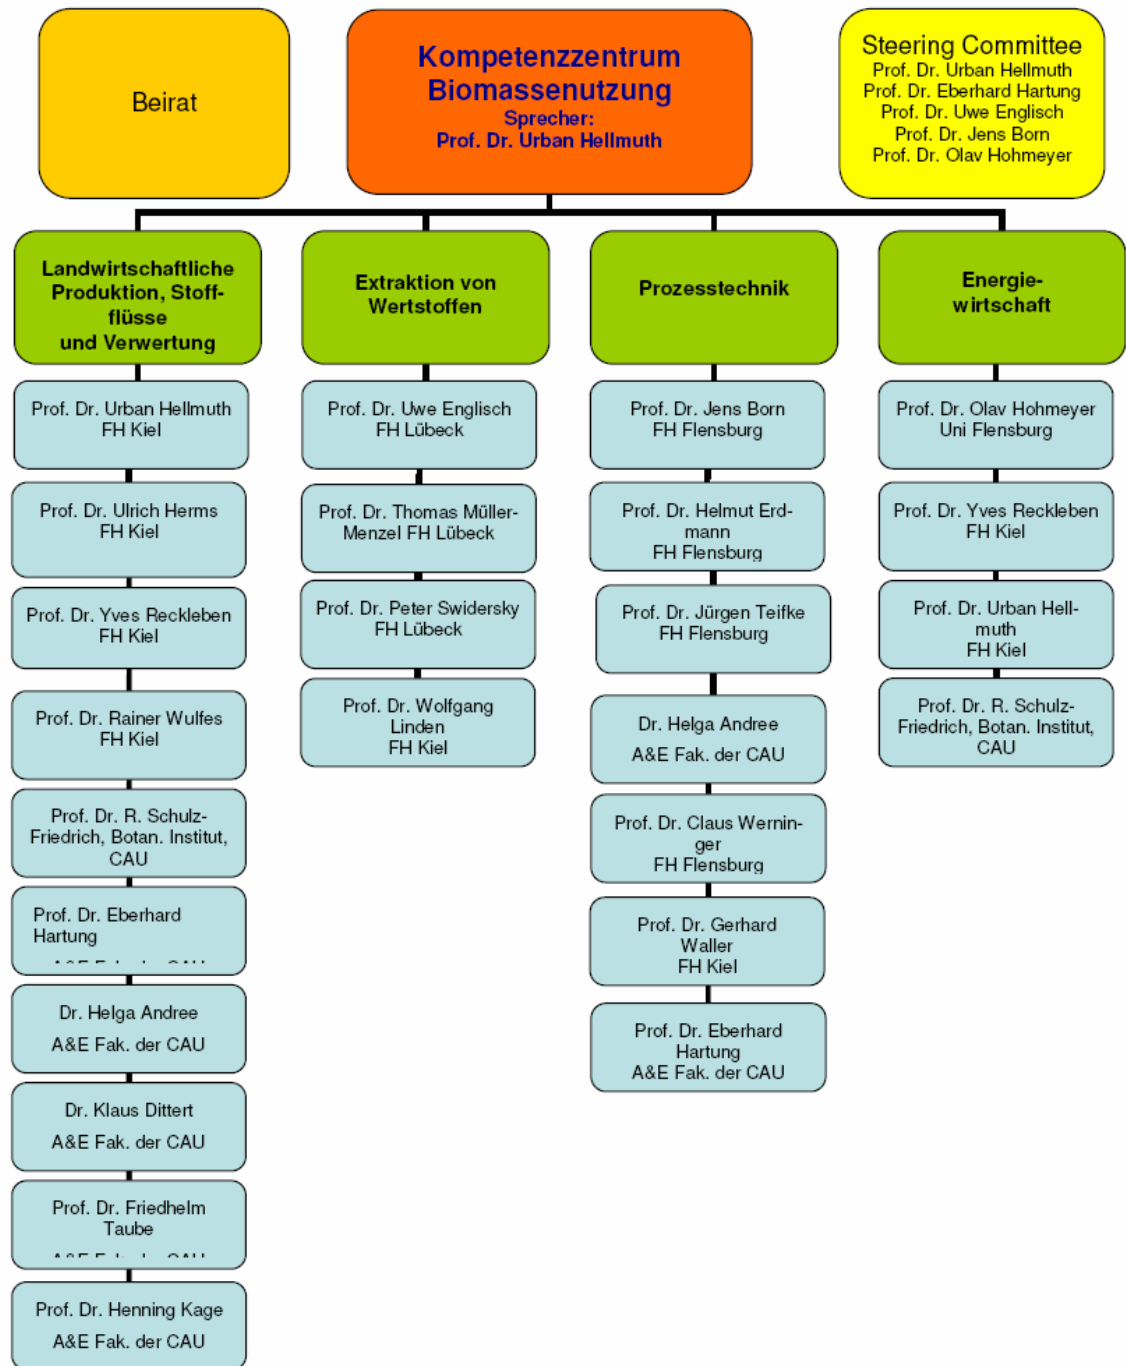 Beirat
Kompetenzzentrum
Biomassenutzung
Sprecher:
Prof. Dr. Urban Hellmuth
Steering Committee
Prof. Dr. Urban Hellmuth
Prof. Dr. Eberhard Hartung
Prof. Dr. Uwe Englisch
Prof. Dr. Jens Born
Prof. Dr. Olav Hohmeyer
Landwirtschaftliche
Produktion, Stoff-
flüsse
und Verwertung
Prof. Dr. Urban Hellmuth
FH Kiel
Prof. Dr. Ulrich Herms
FH Kiel
Prof. Dr. Yves Reckleben
FH Kiel
Prof. Dr. Rainer Wulfes
FH Kiel
Prof. Dr. R. Schulz-
Friedrich, Botan. Institut,
CAU
Prof. Dr. Eberhard
Hartung
A&E Fak. der CAU
Dr. Helga Andree
A&E Fak. der CAU
Dr. Klaus Dittert
A&E Fak. der CAU
Prof. Dr. Friedhelm
Taube
A&E Fak. der CAU
Prof. Dr. Henning Kage
A&E Fak. der CAU
Extraktion von
Wertstoffen
Prof. Dr. Uwe Englisch
FH Lübeck
Prof. Dr. Thomas Müller-
Menzel FH Lübeck
Prof. Dr. Peter Swidersky
FH Lübeck
Prof. Dr. Wolfgang
Linden
FH Kiel
Prozesstechnik
Prof. Dr. Jens Born
FH Flensburg
Prof. Dr. Helmut Erd-
mann
FH Flensburg
Prof. Dr. Jürgen Teifke
FH Flensburg
Dr. Helga Andree
A&E Fak. der CAU
Prof. Dr. Claus Wernin-
ger
FH Flensburg
Prof. Dr. Gerhard
Waller
FH Kiel
Prof. Dr. Eberhard
Hartung
A&E Fak. der CAU
Energie-
wirtschaft
Prof. Dr. Olav Hohmeyer
Uni Flensburg
Prof. Dr. Yves Reckleben
FH Kiel
Prof. Dr. Urban Hell-
muth
FH Kiel
Prof. Dr. R. Schulz-
Friedrich, Botan. Institut,
CAU